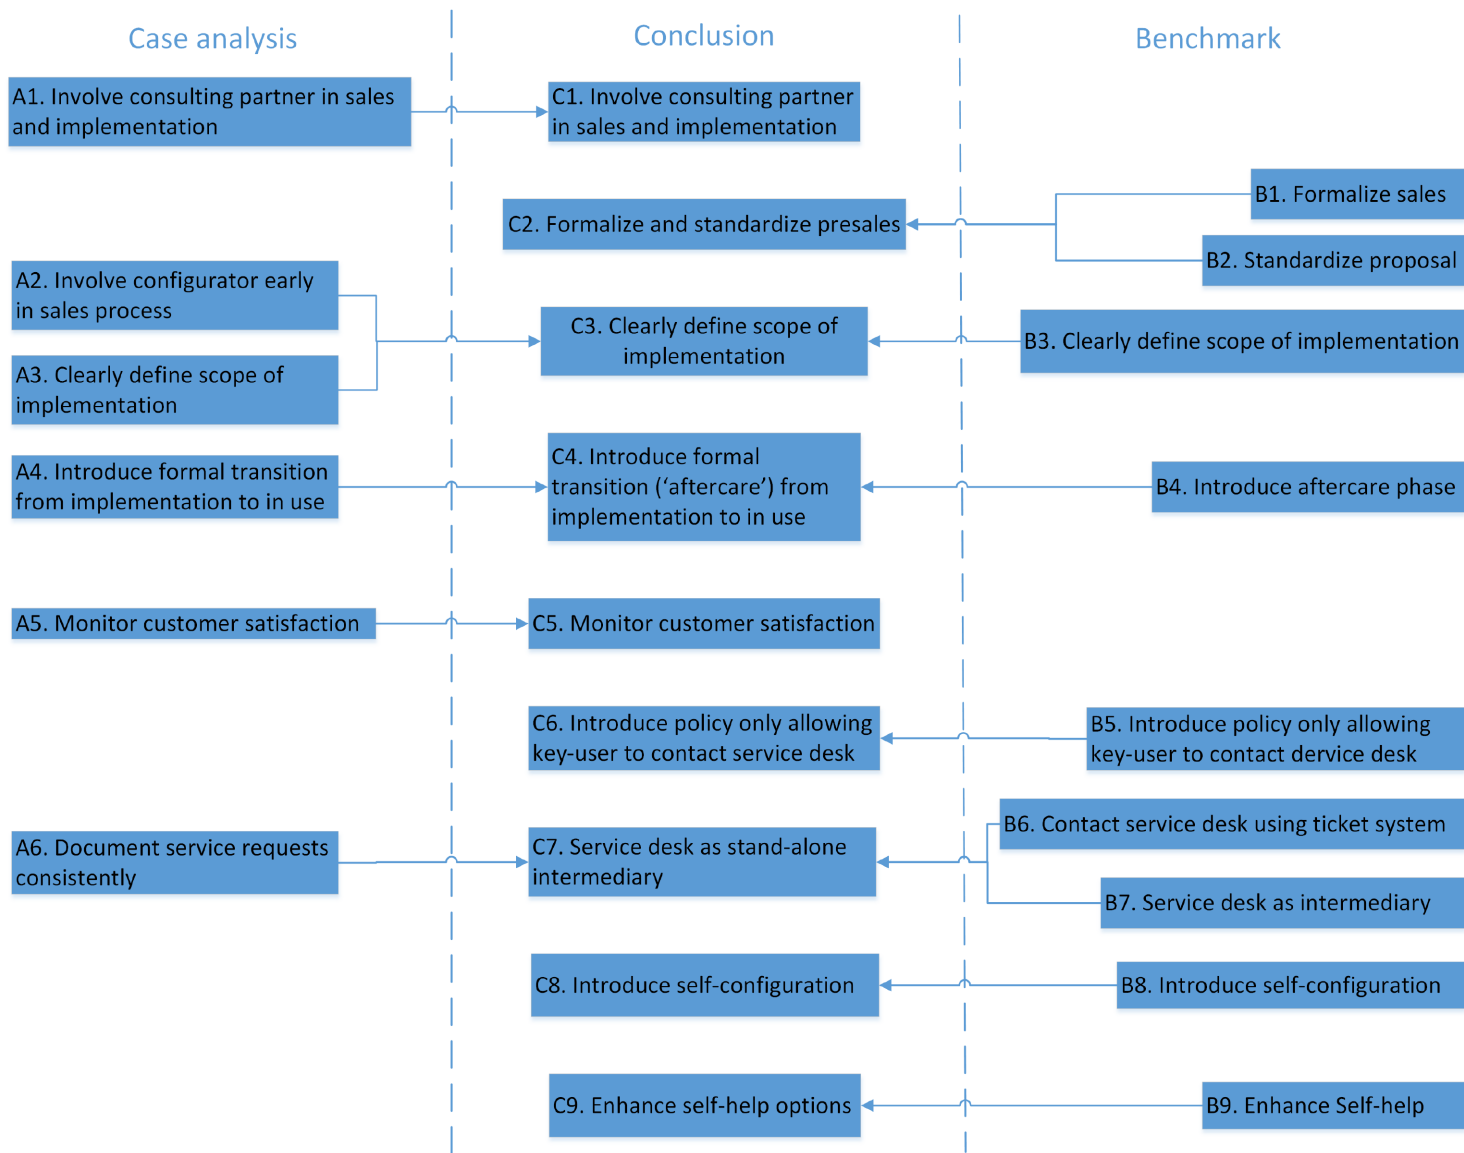 Case analysis
Conclusion
Benchmark
A1. Involve consulting partner in sales
and implementation
C1. Involve consulting partner
in sales and implementation
B1. Formalize sales
C2. Formalize and standardize presales
B2. Standardize proposal
A2. Involve configurator early
in sales process
C3. Clearly define scope of
implementation
B3. Clearly define scope of implementation
A3. Clearly define scope of
implementation
A4. Introduce formal transition
from implementation to in use
C4. Introduce formal
transition (‘aftercare’) from
implementation to in use
B4. Introduce aftercare phase
A5. Monitor customer satisfaction
C5. Monitor customer satisfaction
C6. Introduce policy only allowing
key-user to contact service desk
B5. Introduce policy only allowing
key-user to contact dervice desk
B6. Contact service desk using ticket system
A6. Document service requests
consistently
C7. Service desk as stand-alone
intermediary
B7. Service desk as intermediary
C8. Introduce self-configuration
B8. Introduce self-configuration
C9. Enhance self-help options
B9. Enhance Self-help